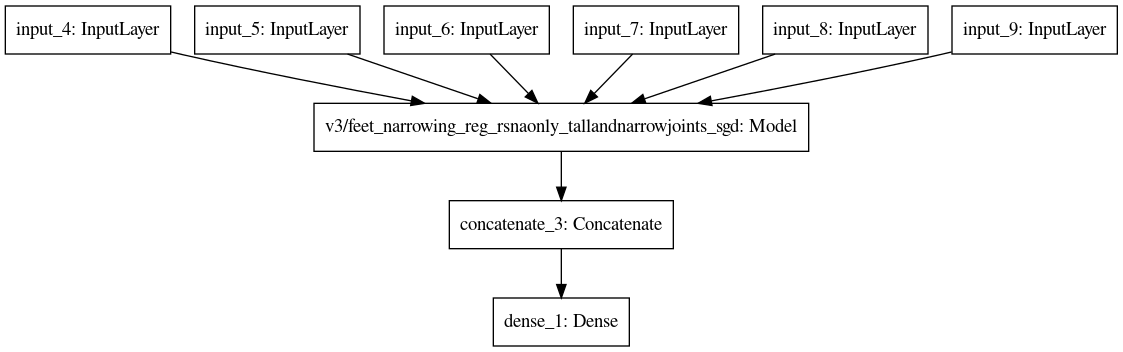 input_4: InputLayer
input_5: InputLayer
input_6: InputLayer
input_7: InputLayer
input_8: InputLayer
input_9: InputLayer
v3/feet_narrowing_reg_rsnaonly_tallandnarrowjoints_sgd: Model
concatenate_3: Concatenate
dense_1: Dense